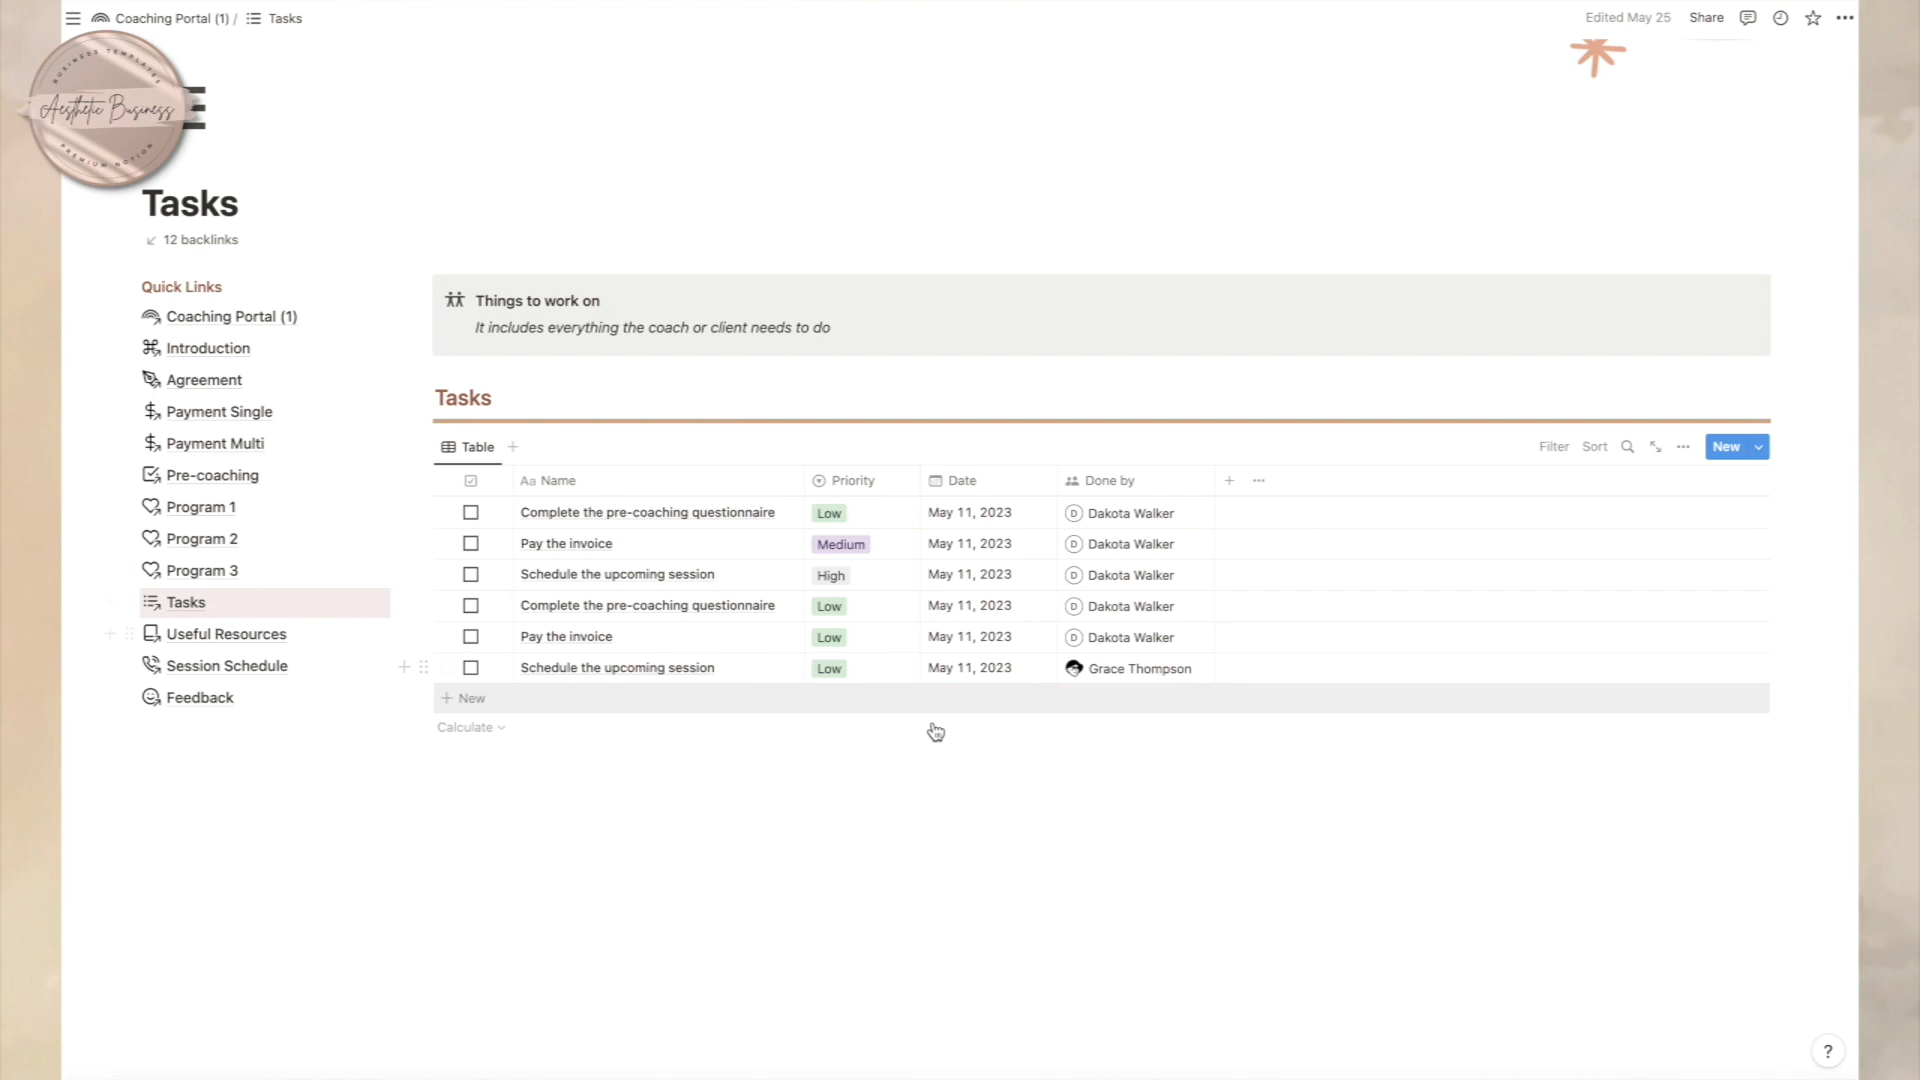 Coaching Portal (1) / Tasks
Edited May 25 Share
BUSINESS TEMPLATES
Aesthetic Business
PREMIUM NOTION
Tasks
12 backlinks
Quick Links
Coaching Portal (1)
Introduction
Agreement
Payment Single
Payment Multi
Pre-coaching
Program 1
Program 2
Program 3
Tasks
Useful Resources
Session Schedule
Feedback
Things to work on
It includes everything the coach or client needs to do
Tasks
Table
Filter Sort New
Aa Name Priority Date Done by
Complete the pre-coaching questionnaire Low May 11, 2023 D Dakota Walker
Pay the invoice Medium May 11, 2023 D Dakota Walker
Schedule the upcoming session High May 11, 2023 D Dakota Walker
Complete the pre-coaching questionnaire Low May 11, 2023 D Dakota Walker
Pay the invoice Low May 11, 2023 D Dakota Walker
Schedule the upcoming session Low May 11, 2023 Grace Thompson
+ New
Calculate
?